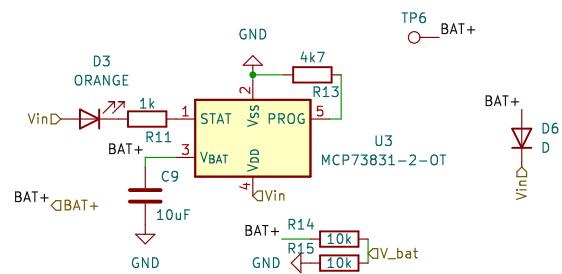 TP6
BAT+
GND
D3
ORANGE
4k7
R13
2
1k
Vin
R11
1
STAT
VSS
PROG
5
BAT+
3
VBAT
VDD
4
U3
MCP73831-2-OT
Vin
C9
10uF
GND
BAT+
BAT+
BAT+
D6
D
Vin
R14
BAT+
10k
R15
V_bat
GND
10k